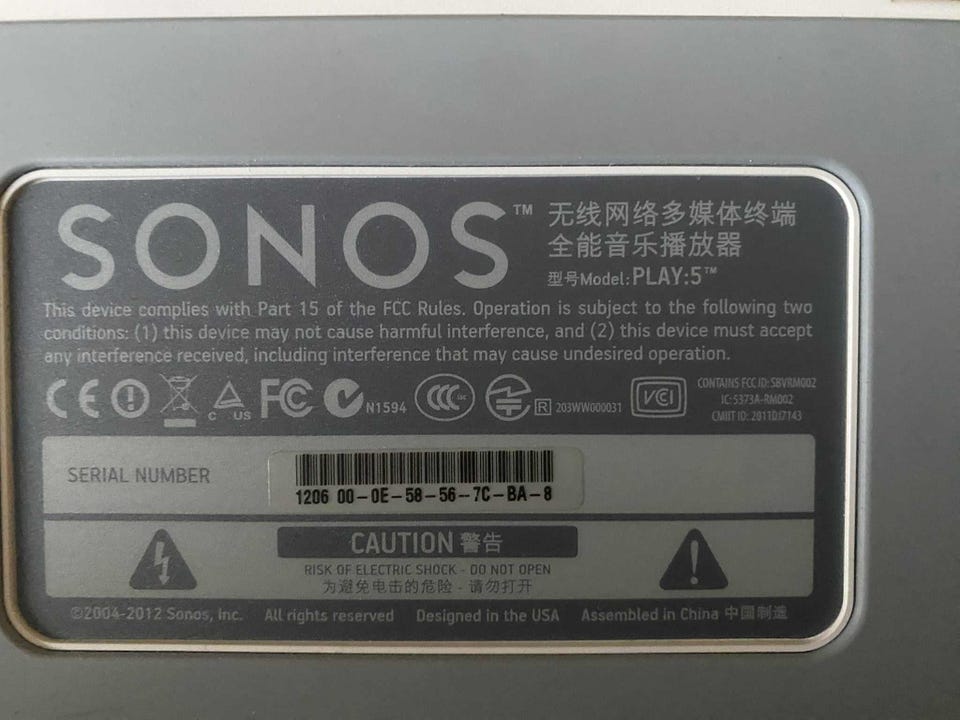 SONOS™
无线网络多媒体终端
全能音乐播放器
型号Model: PLAY:5™
This device complies with Part 15 of the FCC Rules. Operation is subject to the following two
conditions: (1) this device may not cause harmful interference, and (2) this device must accept
any interference received, including interference that may cause undesired operation.
CE FC N1594 CCC R 203WW000031 VCI
C US
CONTAINS FCC ID: SBVRM002
IC: 5373A-RM002
CMIIT ID: 2011DJ7143
SERIAL NUMBER
1206 00-0E-58-56-7C-BA-8
CAUTION 警告
RISK OF ELECTRIC SHOCK - DO NOT OPEN
为避免电击的危险 - 请勿打开
©2004-2012 Sonos, Inc. All rights reserved Designed in the USA Assembled in China 中国制造